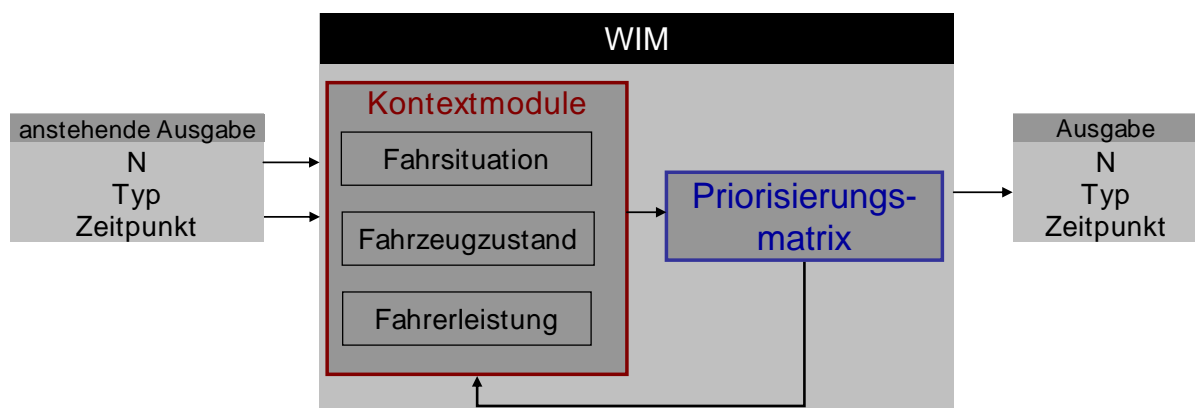 WIM
anstehende Ausgabe
N
Typ
Zeitpunkt
Kontextmodule
Fahrsituation
Fahrzeugzustand
Fahrerleistung
Priorisierungs-
matrix
Ausgabe
N
Typ
Zeitpunkt